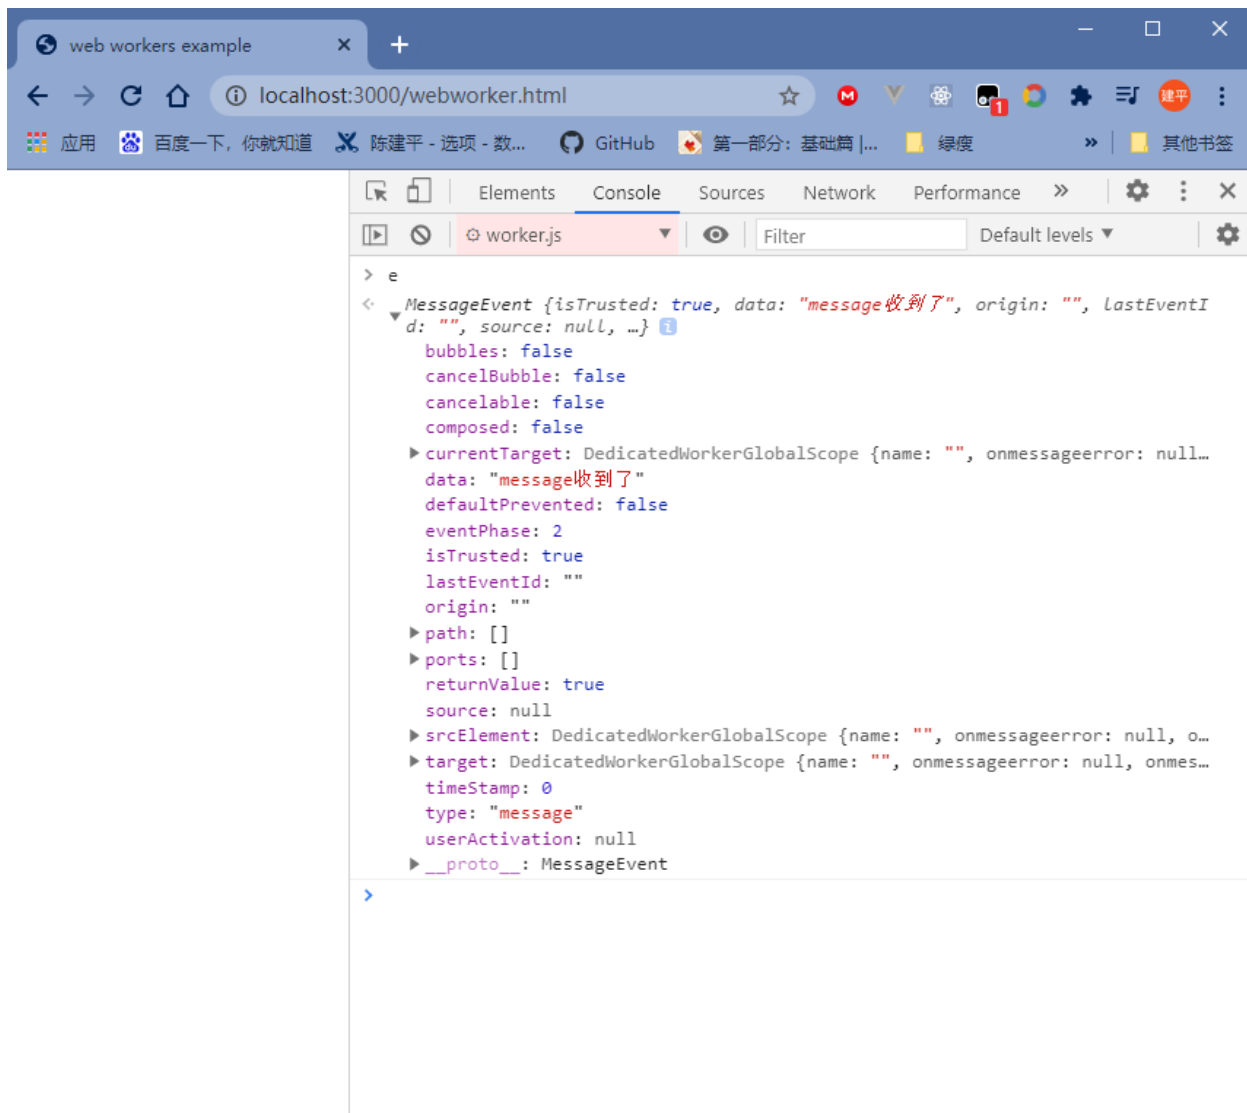 web workers example
localhost:3000/webworker.html
1
建平
应用 百度一下，你就知道 陈建平 - 选项 - 数... GitHub 第一部分：基础篇 |... 绿瘦 » 其他书签
Elements Console Sources Network Performance »
worker.js Filter Default levels
> e
MessageEvent {isTrusted: true, data: "message收到了", origin: "", lastEventI
d: "", source: null, …} i
bubbles: false
cancelBubble: false
cancelable: false
composed: false
currentTarget: DedicatedWorkerGlobalScope {name: "", onmessageerror: null…
data: "message收到了"
defaultPrevented: false
eventPhase: 2
isTrusted: true
lastEventId: ""
origin: ""
path: []
ports: []
returnValue: true
source: null
srcElement: DedicatedWorkerGlobalScope {name: "", onmessageerror: null, o…
target: DedicatedWorkerGlobalScope {name: "", onmessageerror: null, onmes…
timeStamp: 0
type: "message"
userActivation: null
__proto__: MessageEvent
>